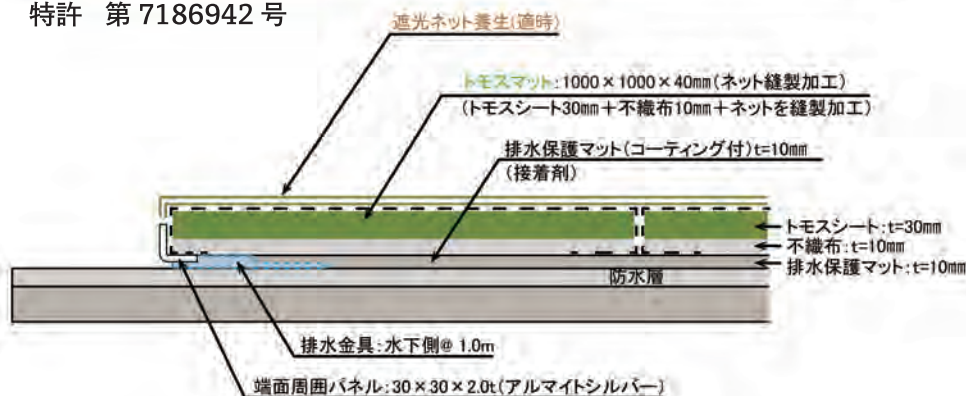 特許 第7186942号
遮光ネット養生(適時)
トモスマット:1000×1000×40㎜(ネット縫製加工)
(トモスシート30㎜+不織布10㎜+ネットを縫製加工)
排水保護マット(コーティング付)t=10㎜
(接着剤)
トモスシート:t=30㎜
不織布:t=10㎜
排水保護マット:t=10㎜
防水層
排水金具:水下側@1.0m
端面周囲パネル:30×30×2.0t(アルマイトシルバー)